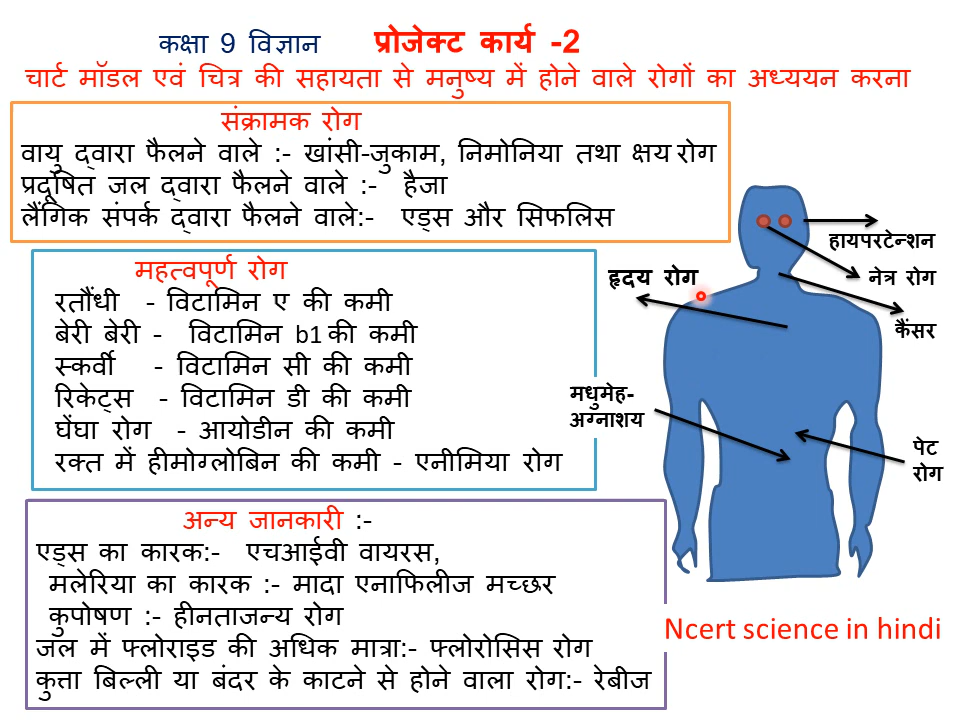 कक्षा 9 विज्ञान प्रोजेक्ट कार्य -2
चार्ट मॉडल एवं चित्र की सहायता से मनुष्य में होने वाले रोगों का अध्ययन करना
संक्रामक रोग
वायु द्वारा फैलने वाले :- खांसी-जुकाम, निमोनिया तथा क्षय रोग
प्रदूषित जल द्वारा फैलने वाले :- हैजा
लैंगिक संपर्क द्वारा फैलने वाले:- एड्स और सिफलिस
महत्वपूर्ण रोग
रतौंधी - विटामिन ए की कमी
बेरी बेरी - विटामिन b1 की कमी
स्कर्वी - विटामिन सी की कमी
रिकेट्स - विटामिन डी की कमी
घेंघा रोग - आयोडीन की कमी
रक्त में हीमोग्लोबिन की कमी - एनीमिया रोग
अन्य जानकारी :-
एड्स का कारक:- एचआईवी वायरस,
मलेरिया का कारक :- मादा एनाफिलीज मच्छर
कुपोषण :- हीनताजन्य रोग
जल में फ्लोराइड की अधिक मात्रा:- फ्लोरोसिस रोग
कुत्ता बिल्ली या बंदर के काटने से होने वाला रोग:- रेबीज
हायपरटेन्शन
नेत्र रोग
हृदय रोग
कैंसर
मधुमेह-
अग्नाशय
पेट
रोग
Ncert science in hindi